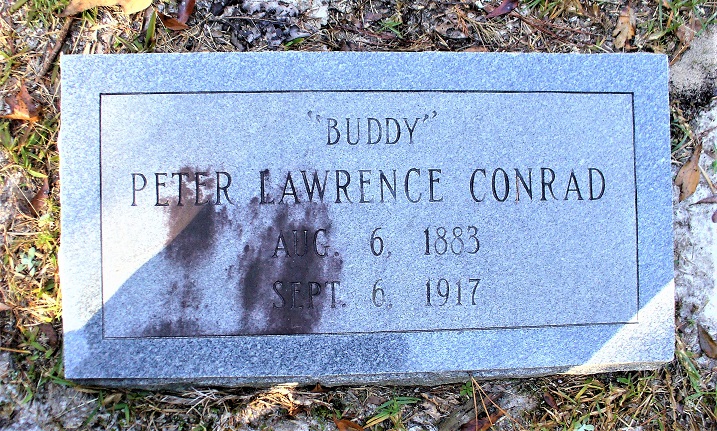 "BUDDY"
PETER LAWRENCE CONRAD
AUG. 6, 1883
SEPT. 6, 1917